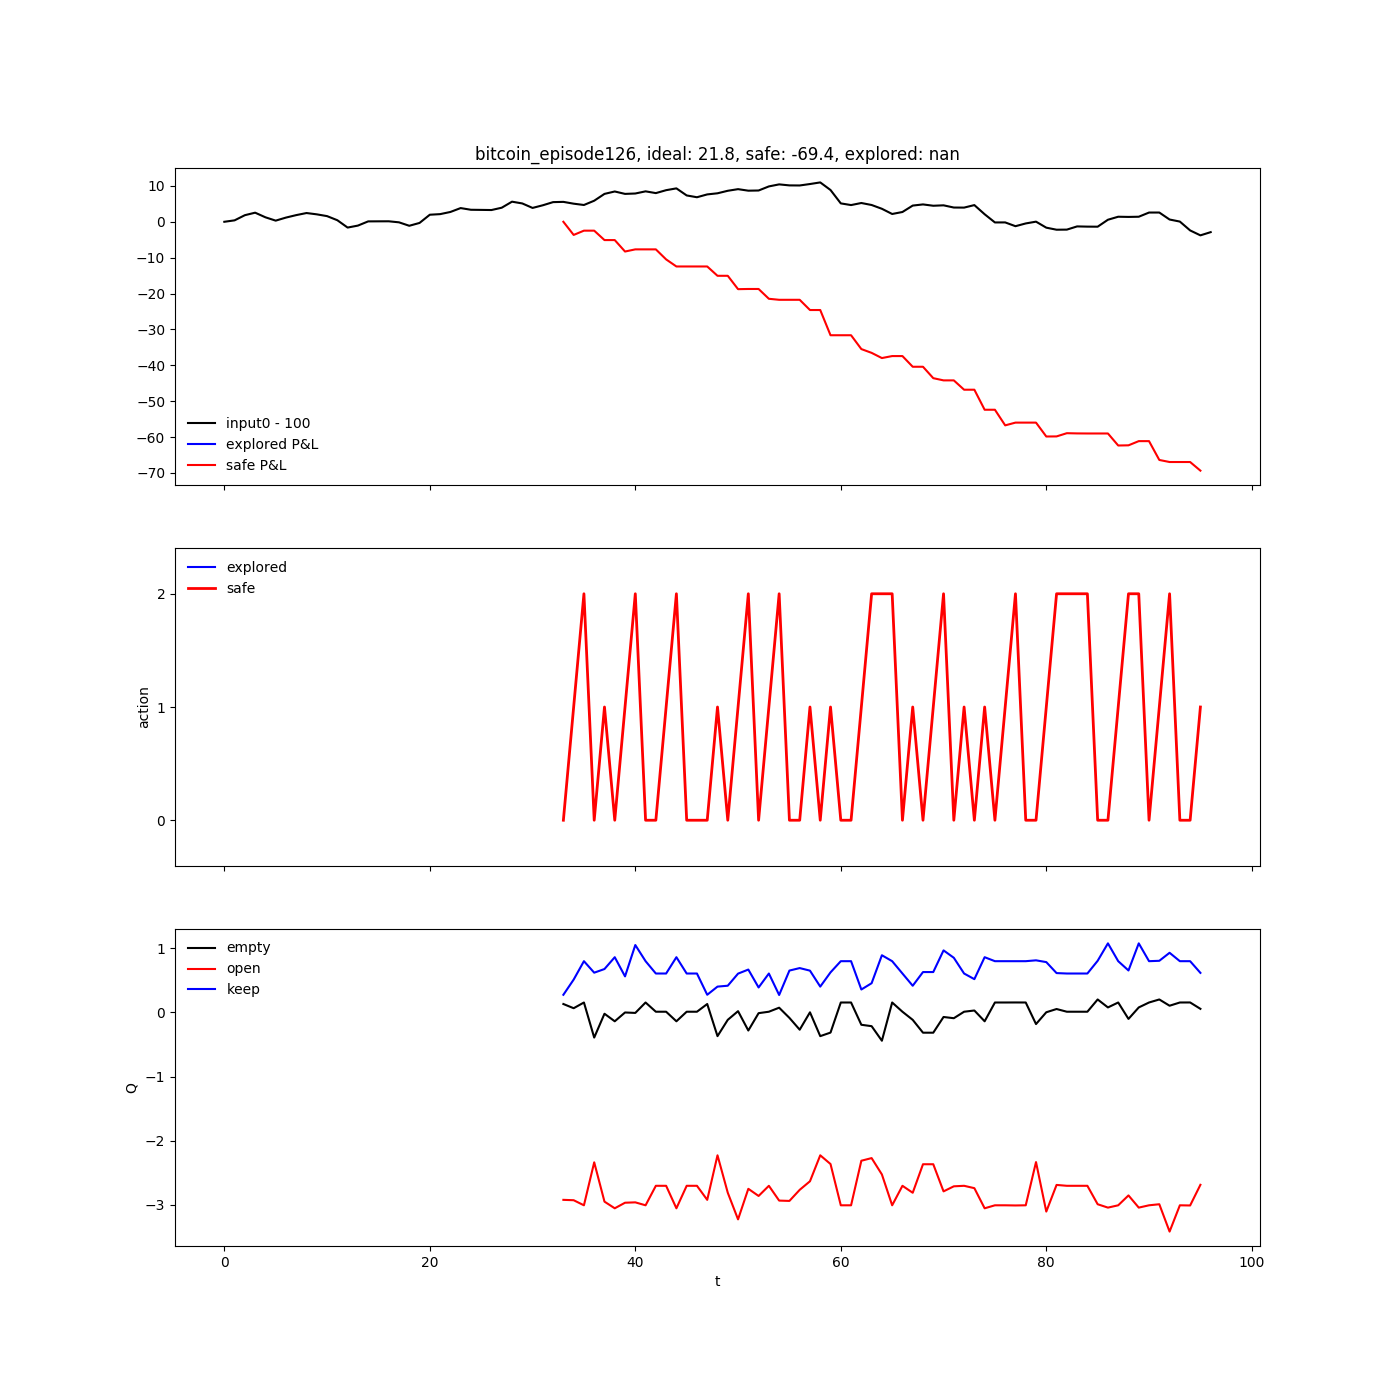 bitcoin_episode126, ideal: 21.8, safe: -69.4, explored: nan
10
0
−10
−20
−30
−40
−50
−60
−70
input0 - 100
explored P&L
safe P&L
explored
safe
2
1
0
action
empty
open
keep
1
0
−1
−2
−3
Q
0 20 40 60 80 100
t